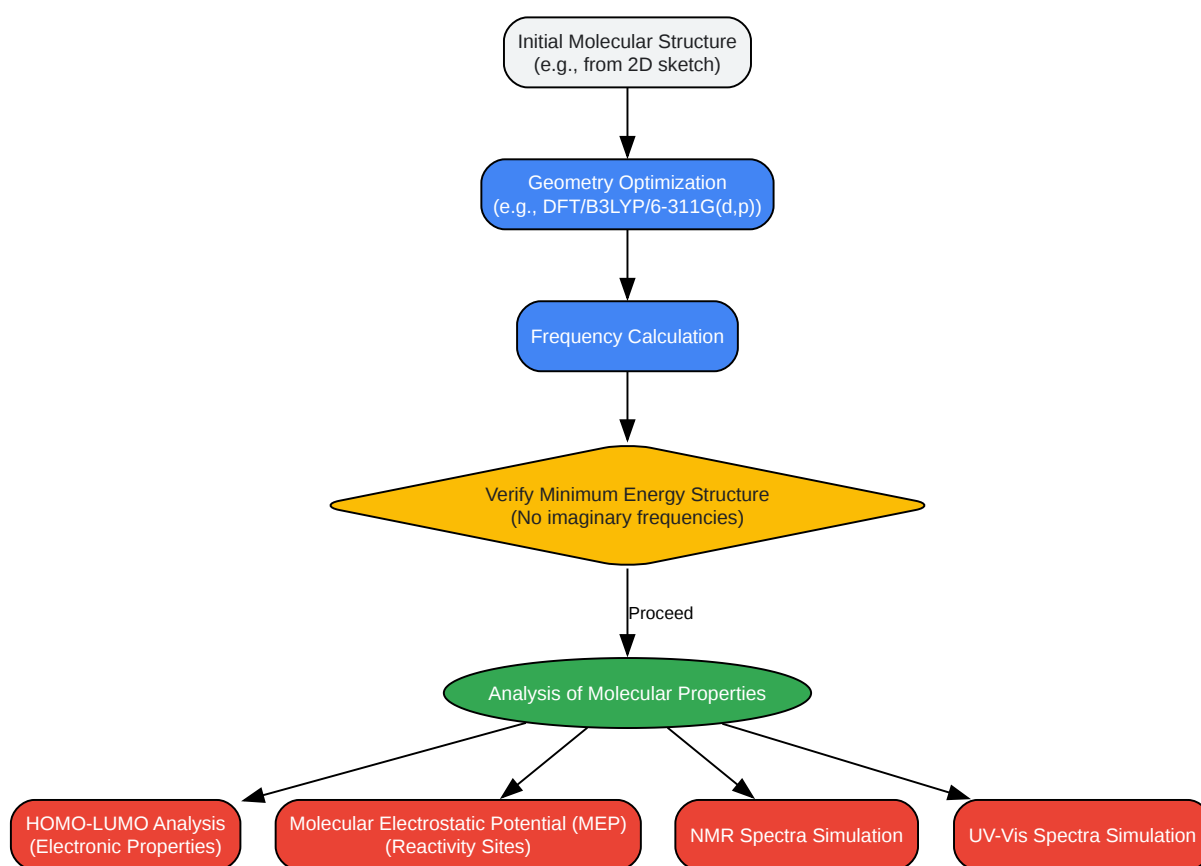 Initial Molecular Structure
(e.g., from 2D sketch)
Geometry Optimization
(e.g., DFT/B3LYP/6-311G(d,p))
Frequency Calculation
Verify Minimum Energy Structure
(No imaginary frequencies)
Proceed
Analysis of Molecular Properties
HOMO-LUMO Analysis
(Electronic Properties)
Molecular Electrostatic Potential (MEP)
(Reactivity Sites)
NMR Spectra Simulation
UV-Vis Spectra Simulation